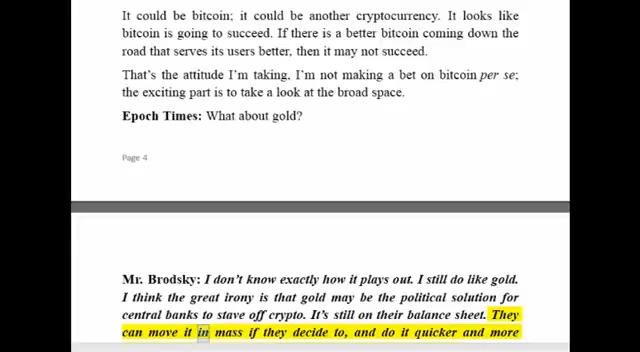 It could be bitcoin; it could be another cryptocurrency. It looks like
bitcoin is going to succeed. If there is a better bitcoin coming down the
road that serves its users better, then it may not succeed.
That's the attitude I'm taking, I'm not making a bet on bitcoin per se;
the exciting part is to take a look at the broad space.
Epoch Times: What about gold?
Page 4
Mr. Brodsky: I don't know exactly how it plays out. I still do like gold.
I think the great irony is that gold may be the political solution for
central banks to stave off crypto. It's still on their balance sheet. They
can move it in mass if they decide to, and do it quicker and more